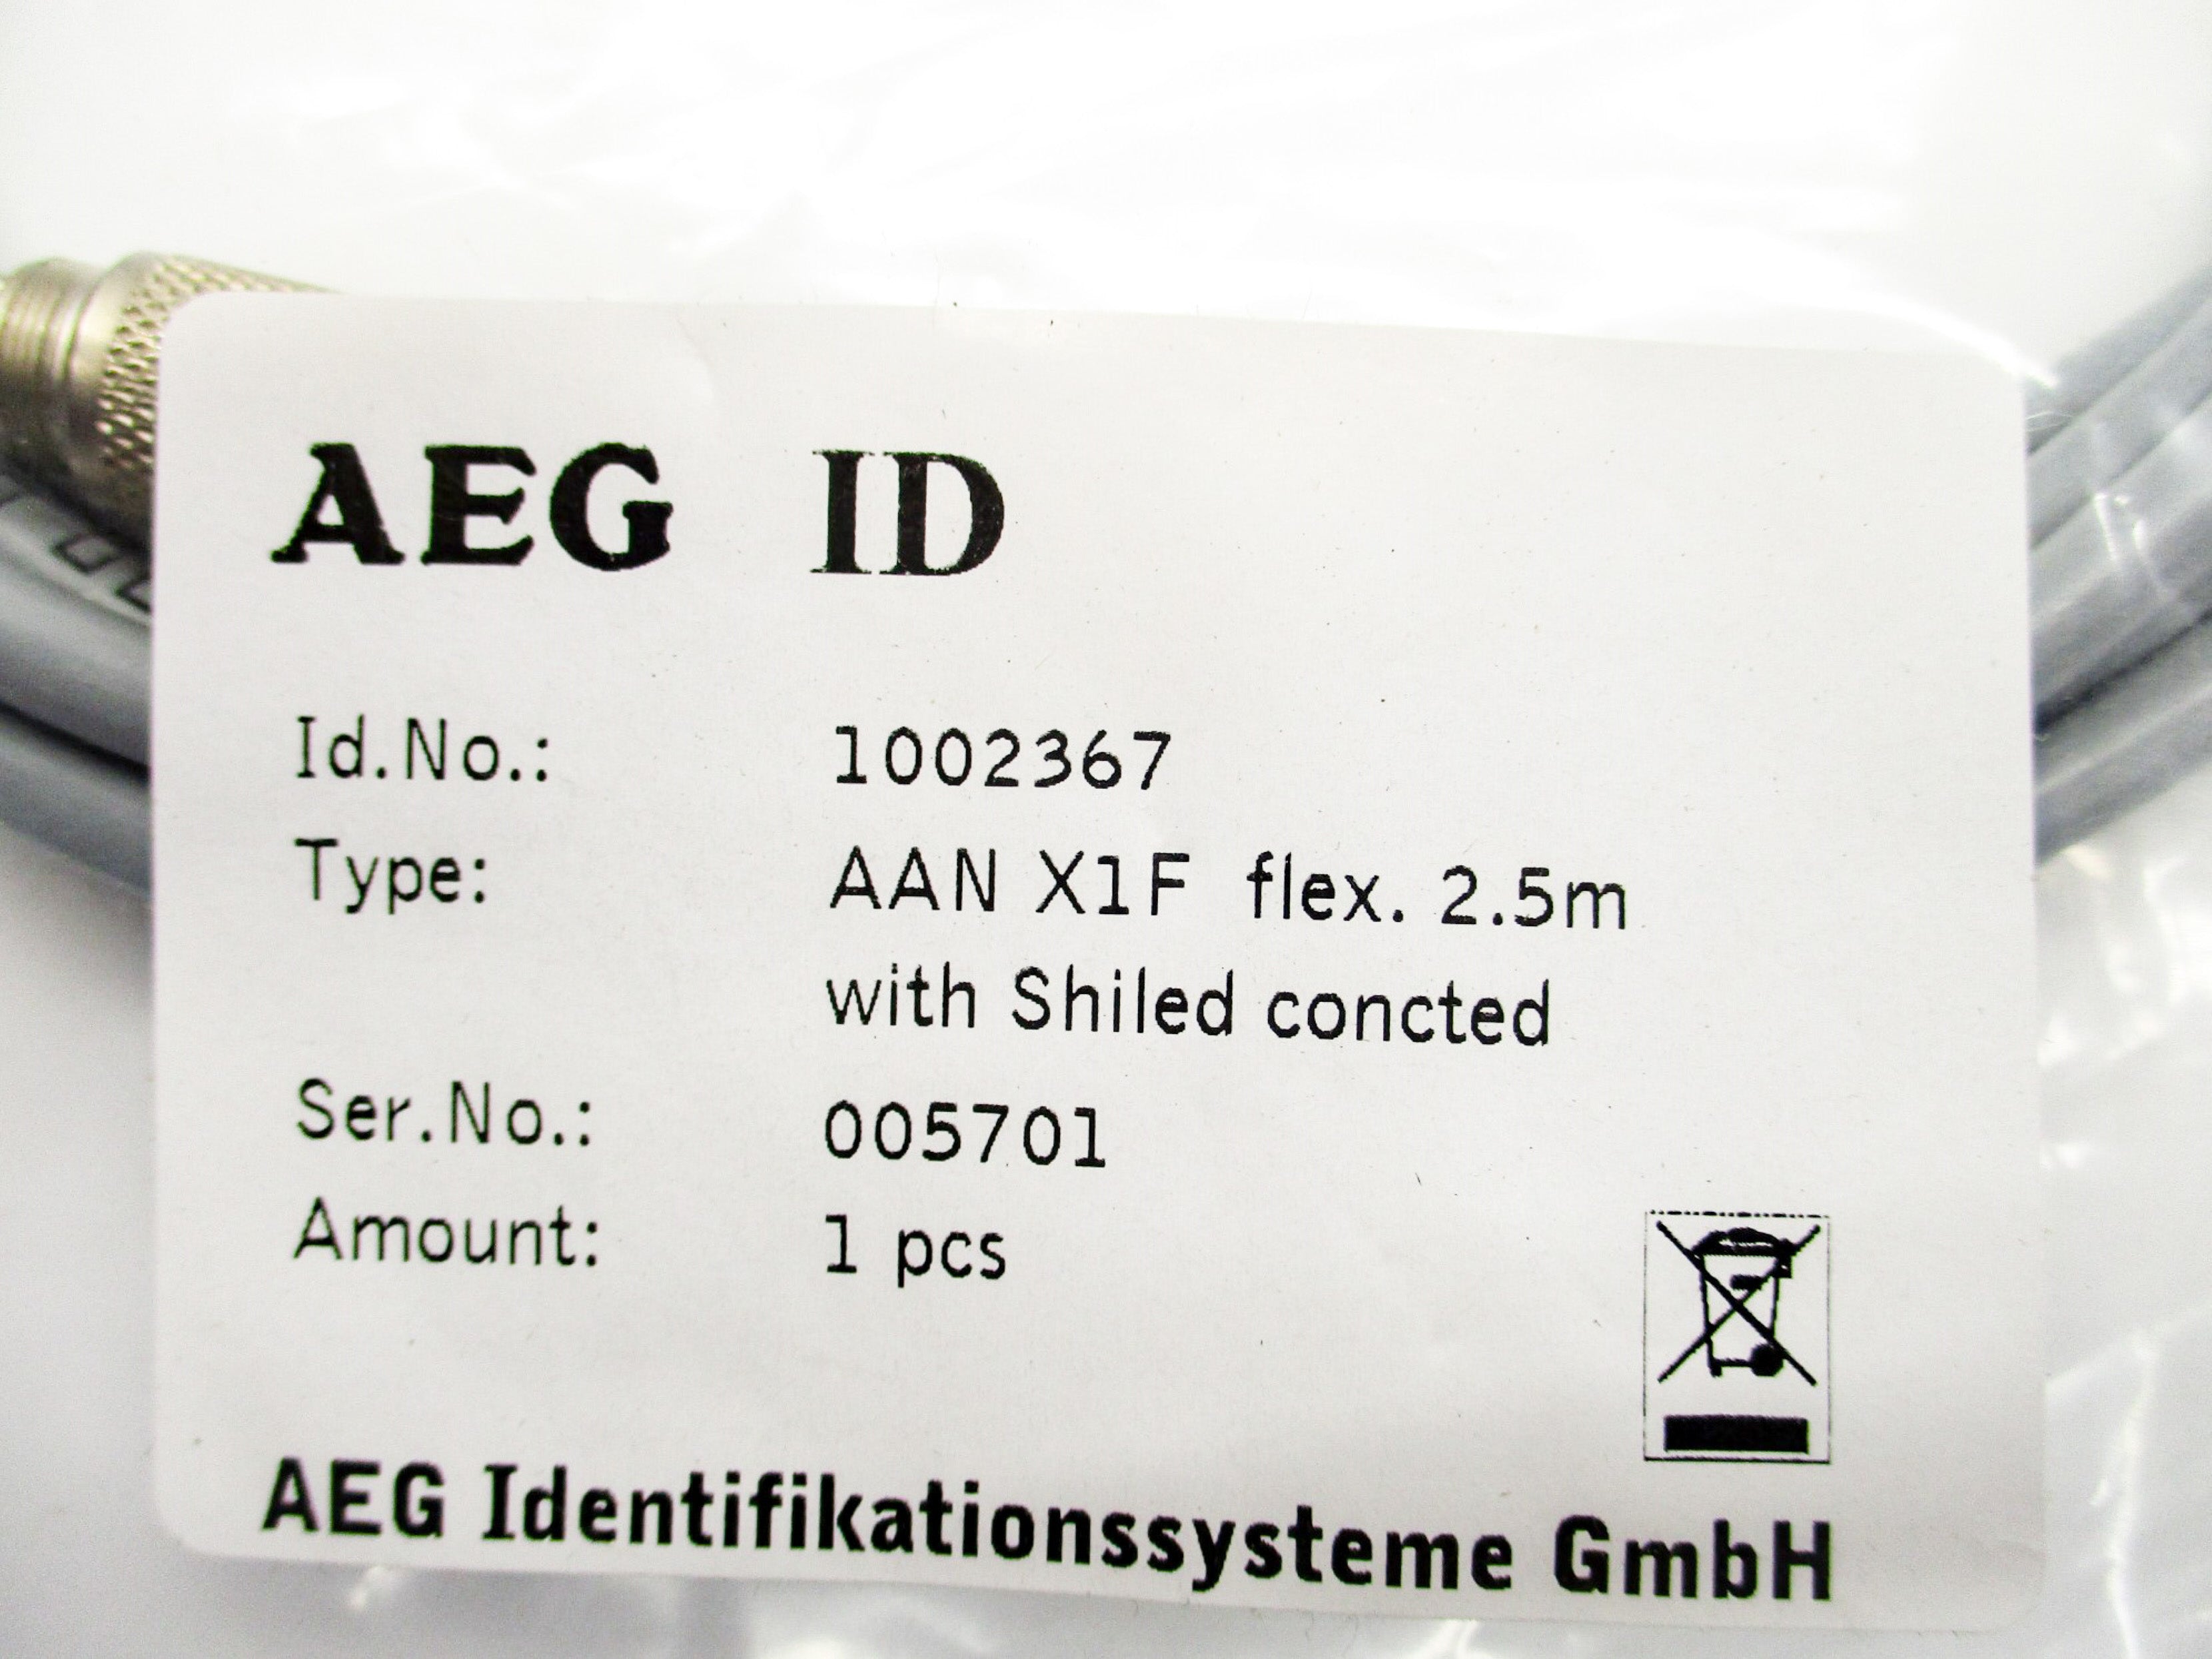 AEG ID
Id.No.: 1002367
Type: AAN X1F flex. 2.5m
with Shiled concted
Ser.No.: 005701
Amount: 1 pcs
AEG Identifikationssysteme GmbH